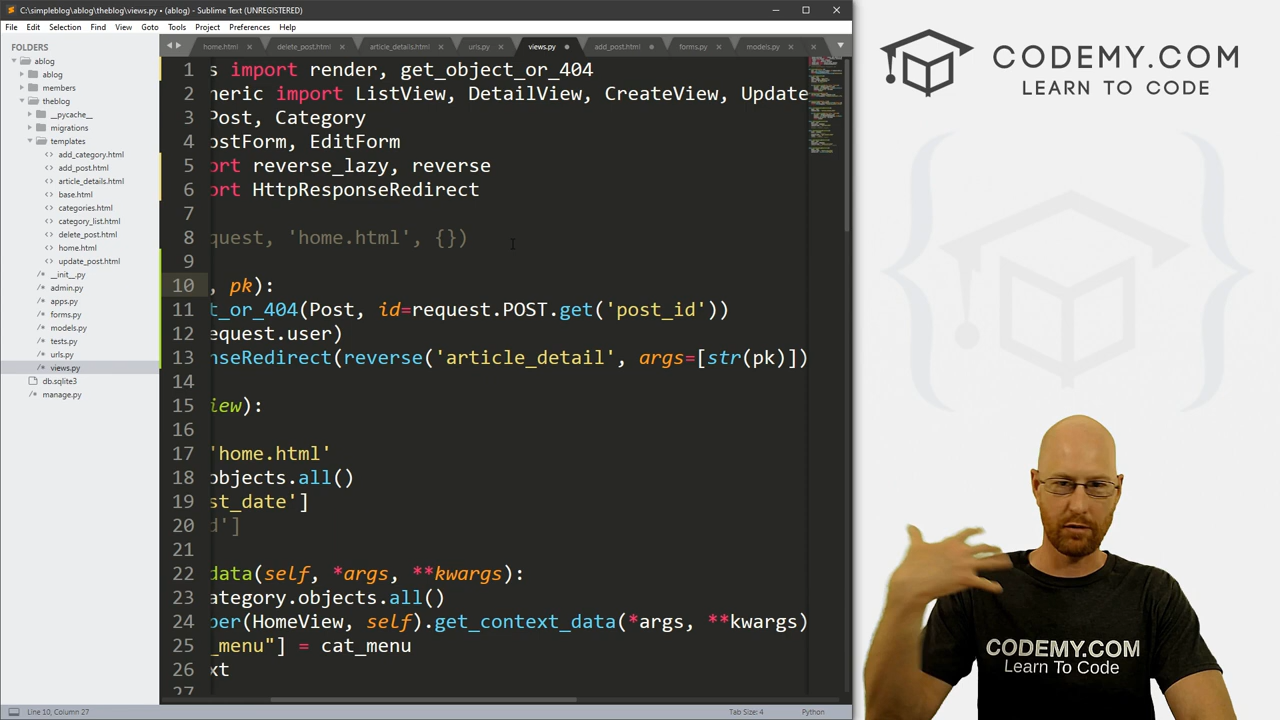 C:\simpleblog\ablog\theblog\views.py • (ablog) - Sublime Text (UNREGISTERED)
File Edit Selection Find View Goto Tools Project Preferences Help
FOLDERS
ablog
ablog
members
theblog
__pycache__
migrations
templates
add_category.html
add_post.html
article_details.html
base.html
categories.html
category_list.html
delete_post.html
home.html
update_post.html
__init__.py
admin.py
apps.py
forms.py
models.py
tests.py
urls.py
views.py
db.sqlite3
manage.py
home.html delete_post.html article_details.html urls.py views.py add_post.html forms.py models.py
1 s import render, get_object_or_404
2 neric import ListView, DetailView, CreateView, Update
3 Post, Category
4 ostForm, EditForm
5 ort reverse_lazy, reverse
6 ort HttpResponseRedirect
7
8 quest, 'home.html', {})
9
10 , pk):
11 t_or_404(Post, id=request.POST.get('post_id'))
12 equest.user)
13 nseRedirect(reverse('article_detail', args=[str(pk)]))
14
15 iew):
16
17 'home.html'
18 objects.all()
19 st_date']
20 d']
21
22 data(self, *args, **kwargs):
23 ategory.objects.all()
24 per(HomeView, self).get_context_data(*args, **kwargs)
25 _menu"] = cat_menu
26 xt
27
Line 10, Column 27
Tab Size: 4
Python
CODEMY.COM
LEARN TO CODE
CODEMY.COM
Learn To Code